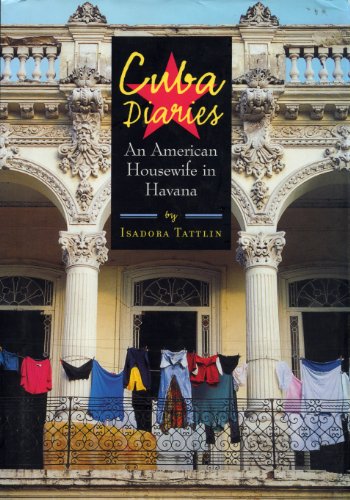 Cuba
Diaries
An American
Housewife in
Havana
by
Isadora Tattlin